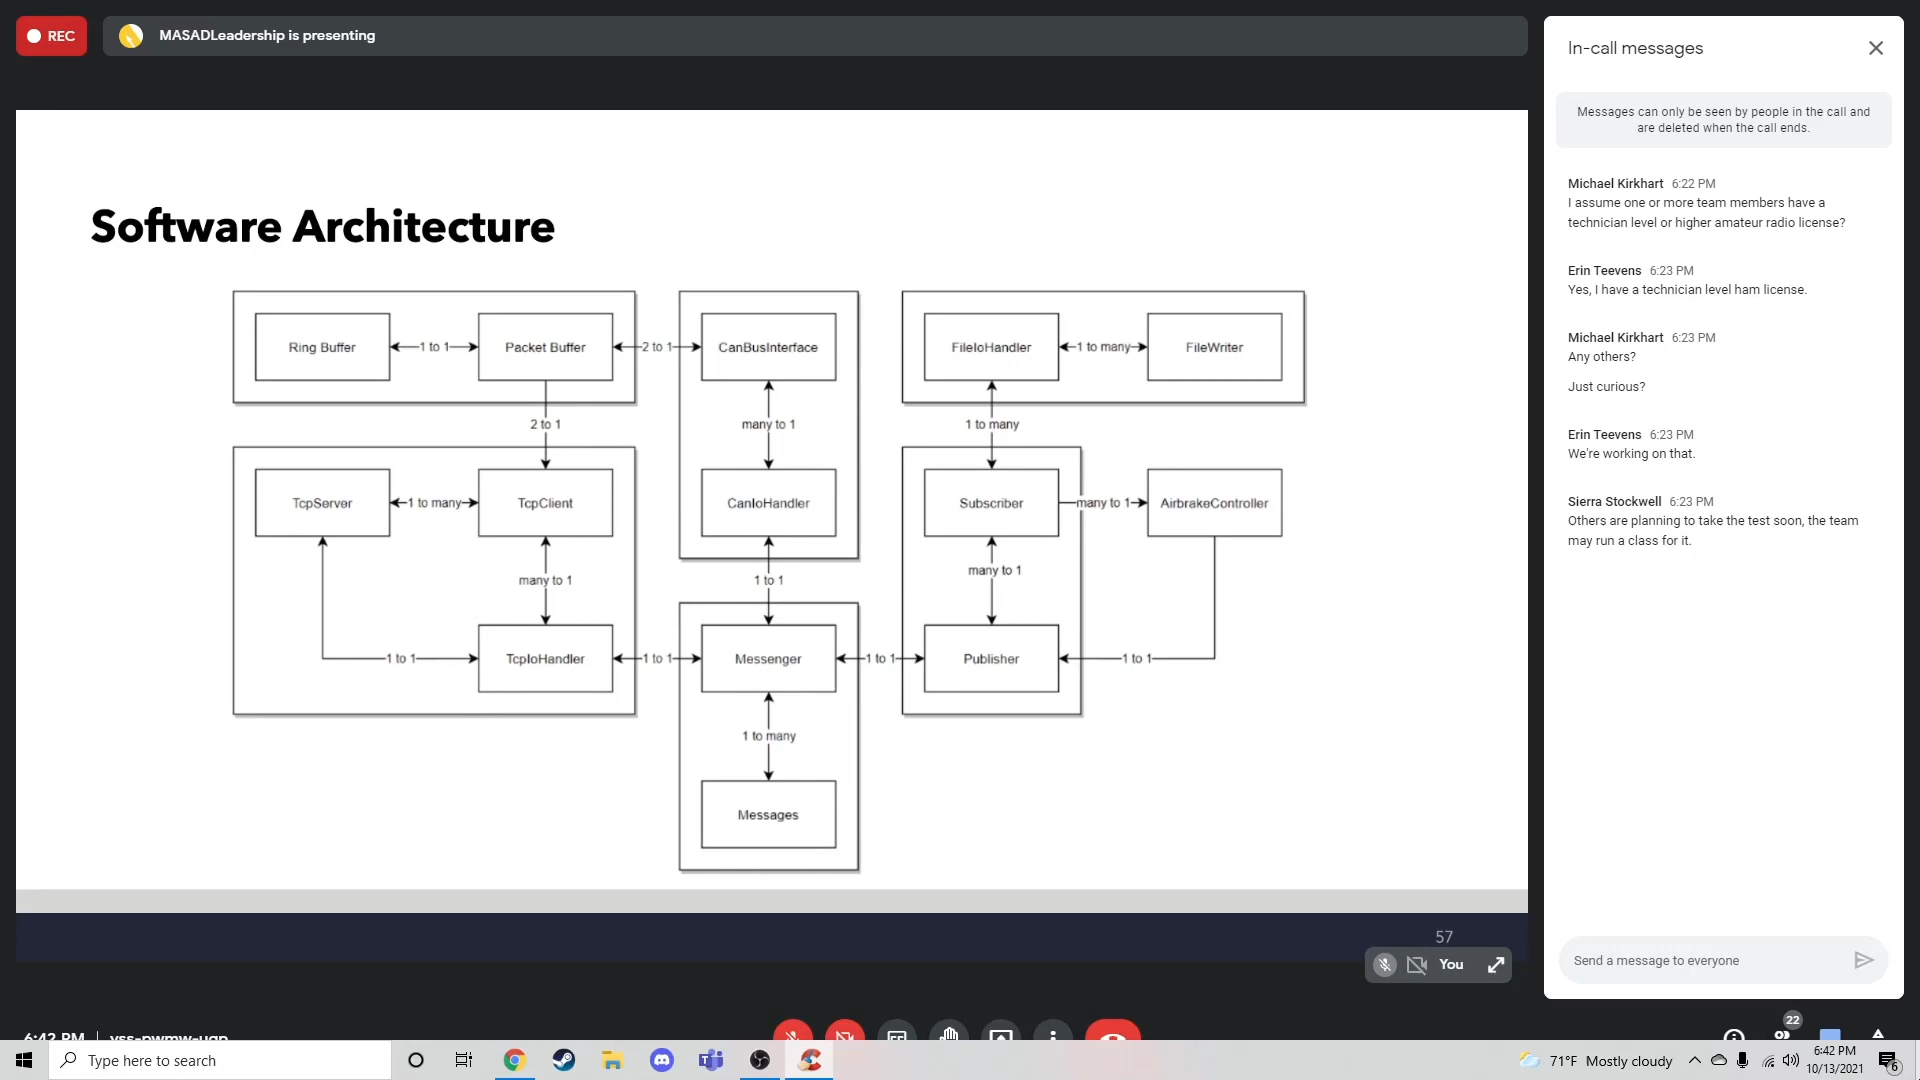 REC
MASADLeadership is presenting
Software Architecture
Ring Buffer
1 to 1
Packet Buffer
2 to 1
CanBusInterface
FileIoHandler
1 to many
FileWriter
2 to 1
many to 1
1 to many
TcpServer
1 to many
TcpClient
CanIoHandler
Subscriber
many to 1
AirbrakeController
many to 1
1 to 1
many to 1
1 to 1
TcpIoHandler
1 to 1
Messenger
1 to 1
Publisher
1 to 1
1 to many
Messages
57
You
In-call messages
Messages can only be seen by people in the call and
are deleted when the call ends.
Michael Kirkhart 6:22 PM
I assume one or more team members have a
technician level or higher amateur radio license?
Erin Teevens 6:23 PM
Yes, I have a technician level ham license.
Michael Kirkhart 6:23 PM
Any others?
Just curious?
Erin Teevens 6:23 PM
We're working on that.
Sierra Stockwell 6:23 PM
Others are planning to take the test soon, the team
may run a class for it.
Send a message to everyone
6:42 PM
22
Type here to search
71°F Mostly cloudy
6:42 PM
10/13/2021
6